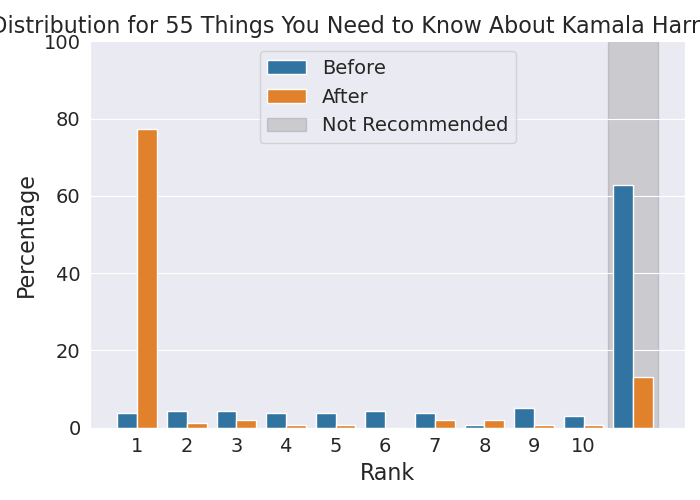 Distribution for 55 Things You Need to Know About Kamala Harr
100
80
60
40
20
0
Percentage
Before
After
Not Recommended
1 2 3 4 5 6 7 8 9 10
Rank